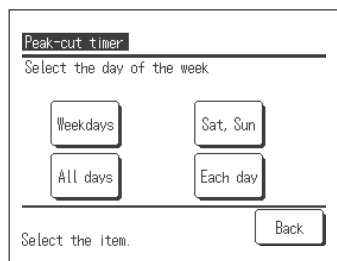 Peak-cut timer
Select the day of the week
Weekdays Sat, Sun
All days Each day
Select the item. Back